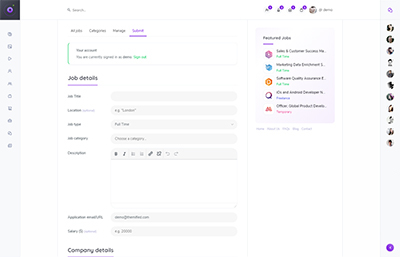 Search...
@ demo
All jobs Categories Manage Submit
Your account
You are currently signed in as demo. Sign out
Job details
Job Title
Location (optional)
e.g. "London"
Job type
Full Time
Job category
Choose a category...
Description
Application email/URL
demo@themified.com
Salary ($) (optional)
e.g. 20000
Company details
Featured Jobs
Sales & Customer Success Me...
Full Time
Marketing Data Enrichment S...
Full Time
Software Quality Assurance E...
Full Time
iOs and Android Developer N...
Freelance
Officer, Global Product Develo...
Temporary
Home About Us FAQs Blog Contact